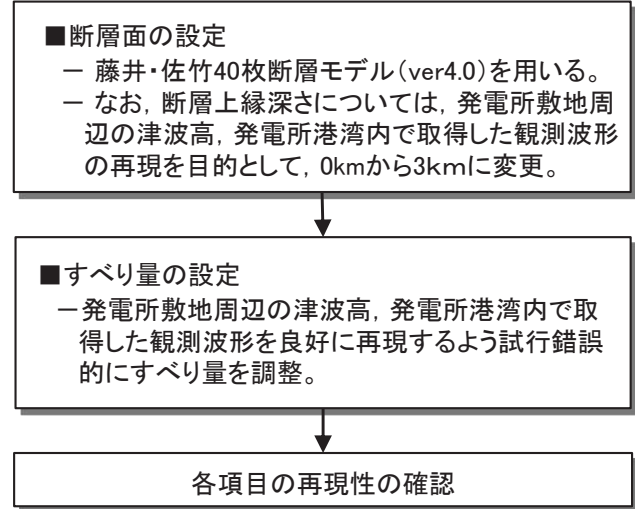 ■断層面の設定
－ 藤井・佐竹40枚断層モデル（ver4.0）を用いる。
－ なお，断層上縁深さについては，発電所敷地周
辺の津波高，発電所港湾内で取得した観測波形
の再現を目的として，0kmから3kmに変更。
■すべり量の設定
－発電所敷地周辺の津波高，発電所港湾内で取
得した観測波形を良好に再現するよう試行錯誤
的にすべり量を調整。
各項目の再現性の確認